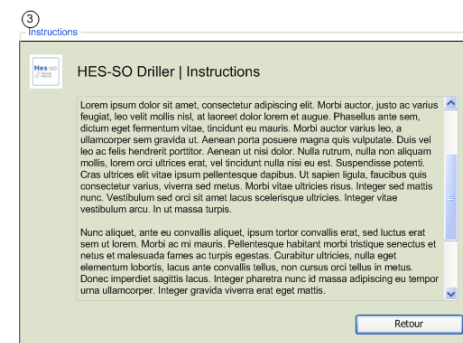 3
Instructions
Hes-so
HES-SO Driller | Instructions
Lorem ipsum dolor sit amet, consectetur adipiscing elit. Morbi auctor, justo ac varius
feugiat, leo velit mollis nisl, at laoreet dolor lorem et augue. Phasellus ante sem,
dictum eget fermentum vitae, tincidunt eu mauris. Morbi auctor varius leo, a
ullamcorper sem gravida ut. Aenean porta posuere magna quis vulputate. Duis vel
leo ac felis hendrerit porttitor. Aenean ut nisi dolor. Nulla rutrum, nulla non aliquam
mollis, lorem orci ultrices erat, vel tincidunt nulla nisi eu est. Suspendisse potenti.
Cras ultrices elit vitae ipsum pellentesque dapibus. Ut sapien ligula, faucibus quis
consectetur varius, viverra sed metus. Morbi vitae ultricies risus. Integer sed mattis
nunc. Vestibulum sed orci sit amet lacus scelerisque ultricies. Integer vitae
vestibulum arcu. In ut massa turpis.
Nunc aliquet, ante eu convallis aliquet, ipsum tortor convallis erat, sed luctus erat
sem ut lorem. Morbi ac mi mauris. Pellentesque habitant morbi tristique senectus et
netus et malesuada fames ac turpis egestas. Curabitur ultricies, nulla eget
elementum lobortis, lacus ante convallis tellus, non cursus orci tellus in metus.
Donec imperdiet sagittis lacus. Integer pharetra nunc id massa adipiscing eu tempor
urna ullamcorper. Integer gravida viverra erat eget mattis.
Retour